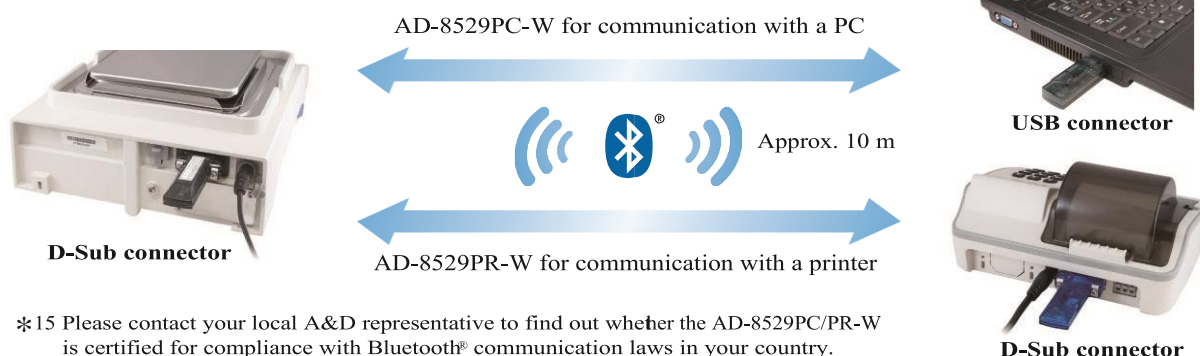 AD-8529PC-W for communication with a PC
USB connector
®
Approx. 10 m
D-Sub connector
AD-8529PR-W for communication with a printer
*15 Please contact your local A&D representative to find out whether the AD-8529PC/PR-W
is certified for compliance with Bluetooth® communication laws in your country.
D-Sub connector